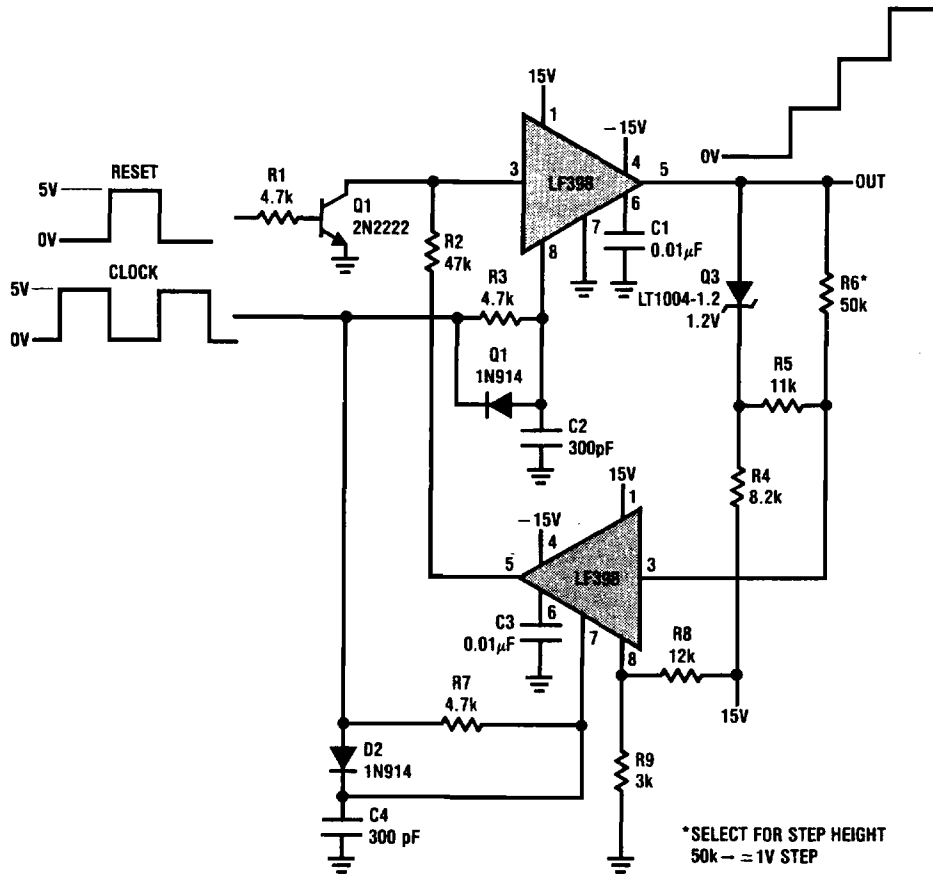 15V
1
−15V
4
0V
RESET
5V
0V
R1
4.7k
Q1
2N2222
3
LF398
5
OUT
6
7
8
C1
0.01µF
R2
47k
CLOCK
5V
0V
R3
4.7k
Q3
LT1004-1.2
1.2V
R6*
50k
Q1
1N914
R5
11k
C2
300pF
R4
8.2k
15V
1
−15V
4
5
LF398
3
6
C3
0.01µF
7
8
R8
12k
15V
R7
4.7k
D2
1N914
R9
3k
C4
300 pF
*SELECT FOR STEP HEIGHT
50k → = 1V STEP